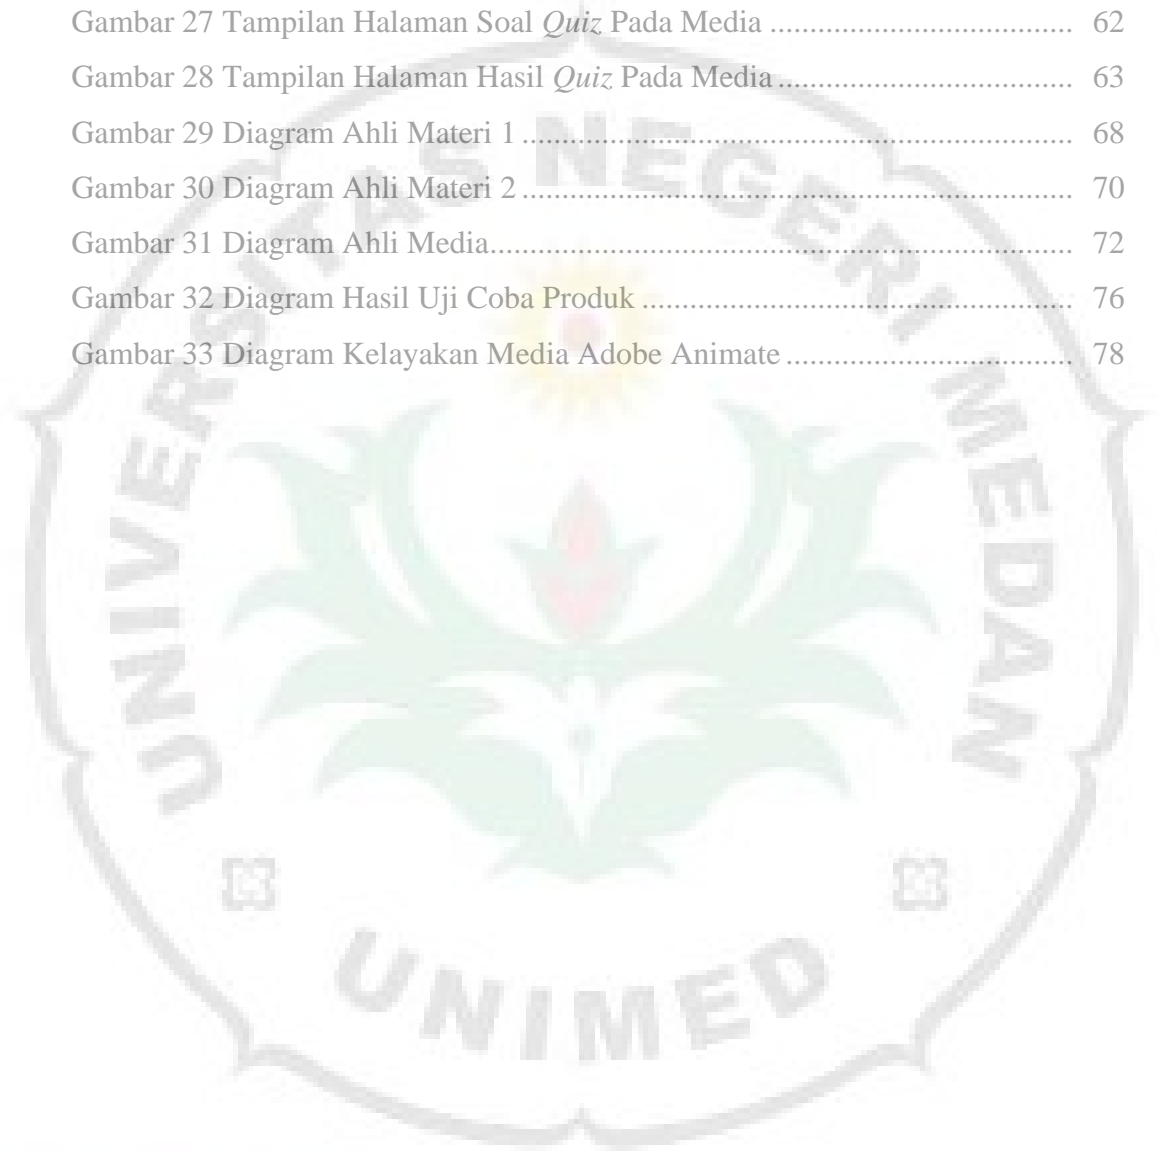 Gambar 27 Tampilan Halaman Soal Quiz Pada Media ...................................... 62
Gambar 28 Tampilan Halaman Hasil Quiz Pada Media ..................................... 63
Gambar 29 Diagram Ahli Materi 1 ..................................................................... 68
Gambar 30 Diagram Ahli Materi 2 ..................................................................... 70
Gambar 31 Diagram Ahli Media......................................................................... 72
Gambar 32 Diagram Hasil Uji Coba Produk ...................................................... 76
Gambar 33 Diagram Kelayakan Media Adobe Animate .................................... 78
UNIVERSITAS NEGERI MEDAN
UNIMED